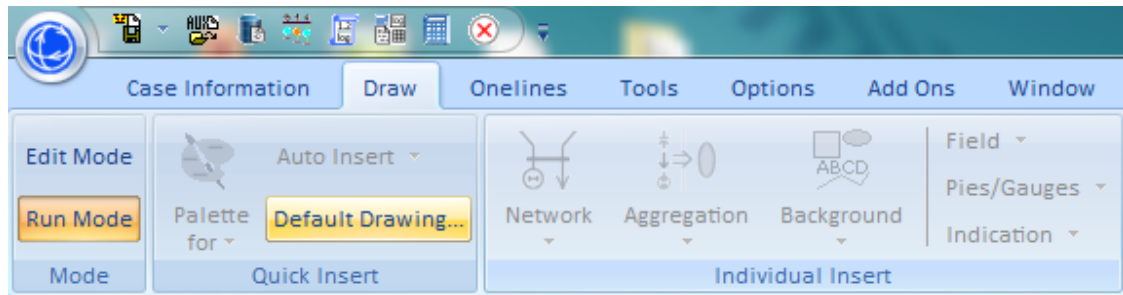 Case Information Draw Onelines Tools Options Add Ons Window
Edit Mode
Run Mode
Mode
Palette
for
Auto Insert
Default Drawing...
Quick Insert
Network
Aggregation
ABCD
Background
Field
Pies/Gauges
Indication
Individual Insert